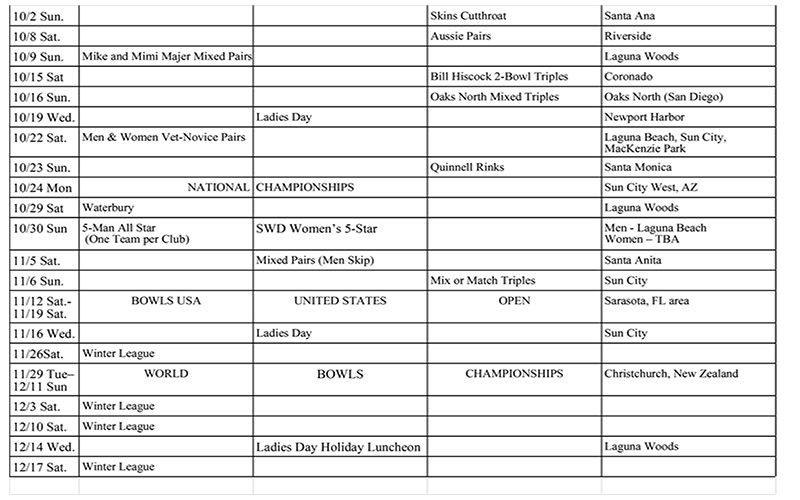 10/2 Sun. Skins Cutthroat Santa Ana
10/8 Sat. Aussie Pairs Riverside
10/9 Sun. Mike and Mimi Majer Mixed Pairs Laguna Woods
10/15 Sat Bill Hiscock 2-Bowl Triples Coronado
10/16 Sun. Oaks North Mixed Triples Oaks North (San Diego)
10/19 Wed. Ladies Day Newport Harbor
10/22 Sat. Men & Women Vet-Novice Pairs Laguna Beach, Sun City,
MacKenzie Park
10/23 Sun. Quinnell Rinks Santa Monica
10/24 Mon NATIONAL CHAMPIONSHIPS Sun City West, AZ
10/29 Sat Waterbury Laguna Woods
10/30 Sun 5-Man All Star SWD Women's 5-Star Men - Laguna Beach
(One Team per Club) Women – TBA
11/5 Sat. Mixed Pairs (Men Skip) Santa Anita
11/6 Sun. Mix or Match Triples Sun City
11/12 Sat.- BOWLS USA UNITED STATES OPEN Sarasota, FL area
11/19 Sat.
11/16 Wed. Ladies Day Sun City
11/26Sat. Winter League
11/29 Tue– WORLD BOWLS CHAMPIONSHIPS Christchurch, New Zealand
12/11 Sun
12/3 Sat. Winter League
12/10 Sat. Winter League
12/14 Wed. Ladies Day Holiday Luncheon Laguna Woods
12/17 Sat. Winter League